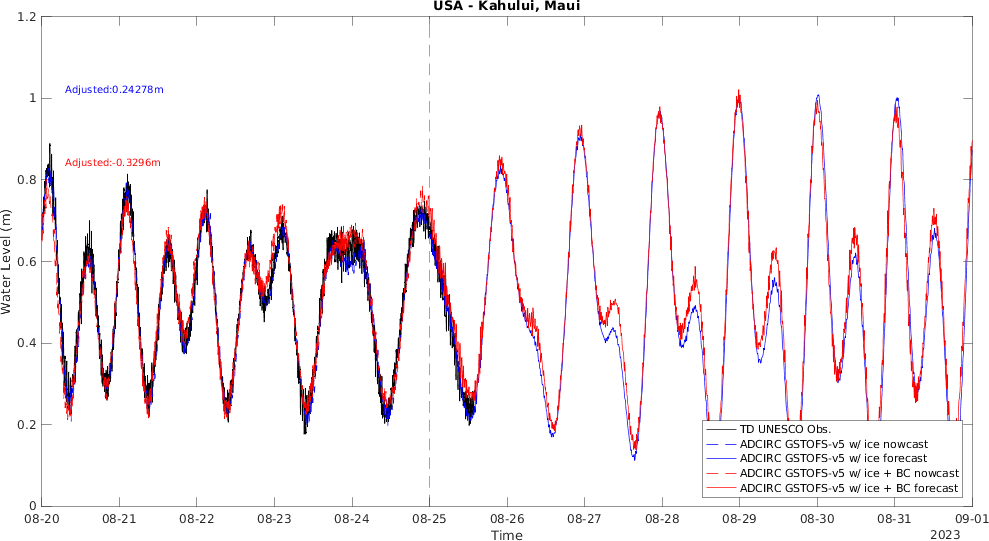 USA - Kahului, Maui
Water Level (m)
1.2
1
0.8
0.6
0.4
0.2
0
Adjusted:0.24278m
Adjusted:-0.3296m
TD UNESCO Obs.
ADCIRC GSTOFS-v5 w/ ice nowcast
ADCIRC GSTOFS-v5 w/ ice forecast
ADCIRC GSTOFS-v5 w/ ice + BC nowcast
ADCIRC GSTOFS-v5 w/ ice + BC forecast
08-20 08-21 08-22 08-23 08-24 08-25 08-26 08-27 08-28 08-29 08-30 08-31 09-01
Time
2023